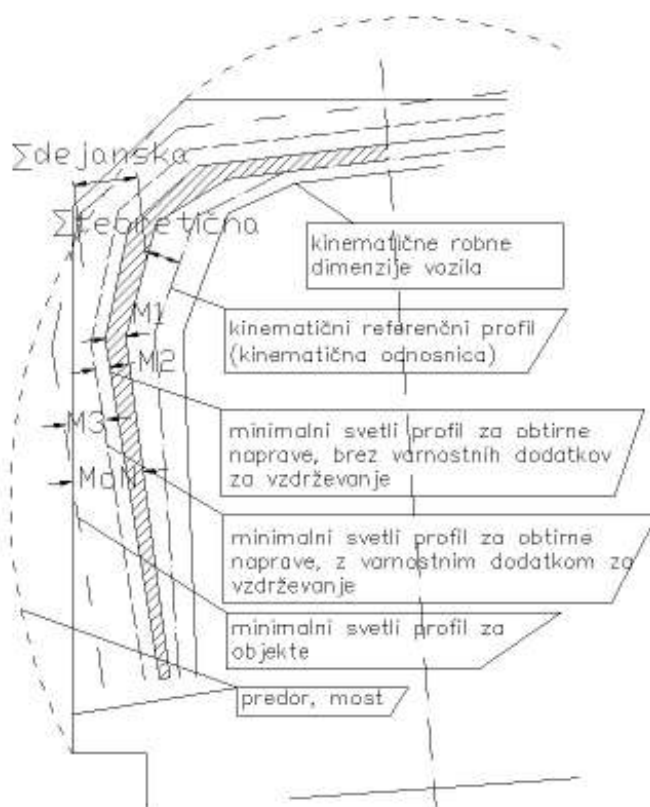 ∑dejanska
∑teoretična
kinematične robne
dimenzije vozila
M1
kinematični referenčni profil
(kinematična odnosnica)
M2
minimalni svetli profil za obtirne
naprave, brez varnostnih dodatkov
za vzdrževanje
M3
MaN
minimalni svetli profil za obtirne
naprave, z varnostnim dodatkom za
vzdrževanje
minimalni svetli profil za
objekte
predor, most